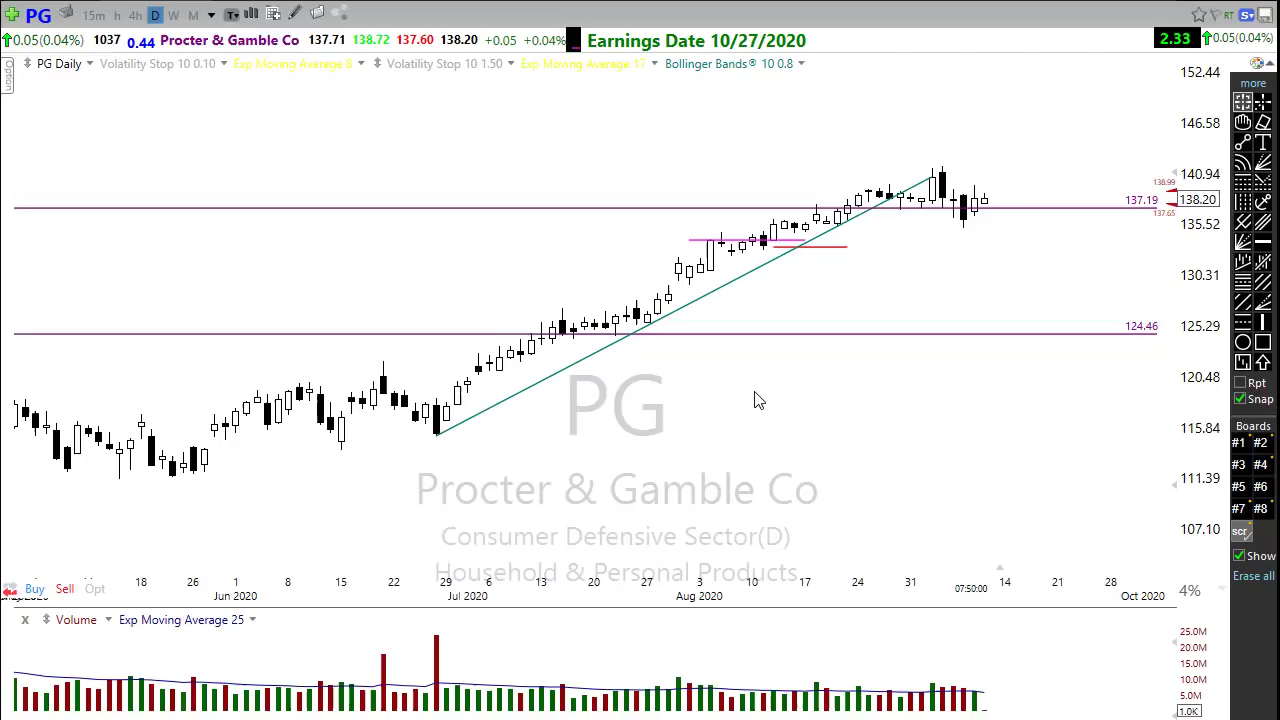 PG 15m h 4h D W M T
RT S
0.05(0.04%) 1037 0.44 Procter & Gamble Co 137.71 138.72 137.60 138.20 +0.05 +0.04% Earnings Date 10/27/2020 2.33 0.05(0.04%)
Option
PG Daily Volatility Stop 10 0.10 Exp Moving Average 8 Volatility Stop 10 1.50 Exp Moving Average 17 Bollinger Bands® 10 0.8
152.44
more
146.58
140.94
138.99
137.19 138.20
137.65
135.52
130.31
124.46 125.29
120.48
115.84
111.39
107.10
PG
Procter & Gamble Co
Consumer Defensive Sector(D)
Household & Personal Products
Rpt
Snap
Boards
#1 #2
#3 #4
#5 #6
#7 #8
scr
Show
Erase all
18 26 1 8 15 22 29 6 13 20 27 3 10 17 24 31 07:50:00 14 21 28
Buy Sell Opt
2020 Jun 2020 Jul 2020 Aug 2020 Oct 2020 4%
x Volume Exp Moving Average 25
25.0M
20.0M
15.0M
10.0M
5.0M
1.0K